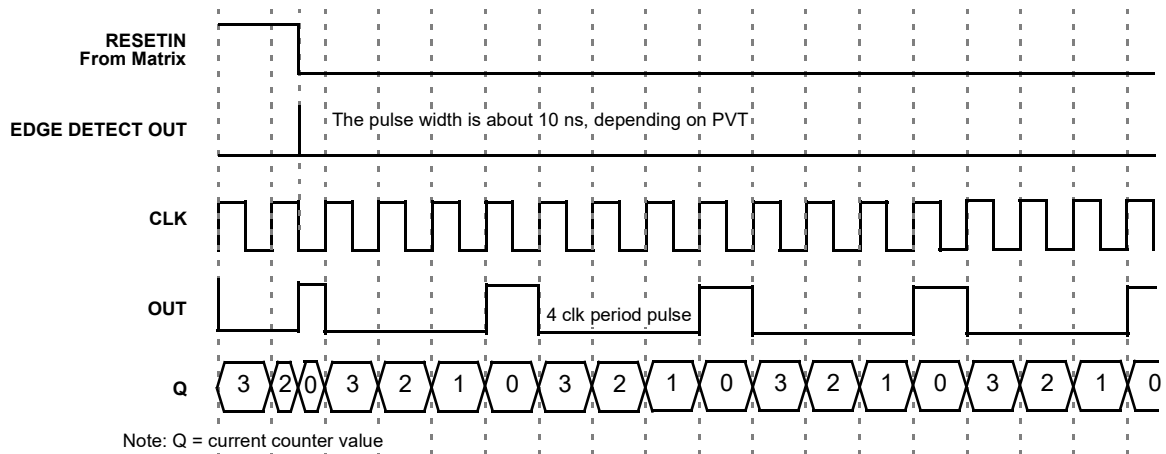 RESETIN
From Matrix
EDGE DETECT OUT
The pulse width is about 10 ns, depending on PVT
CLK
OUT
4 clk period pulse
Q
3 2 0 3 2 1 0 3 2 1 0 3 2 1 0 3 2 1 0
Note: Q = current counter value